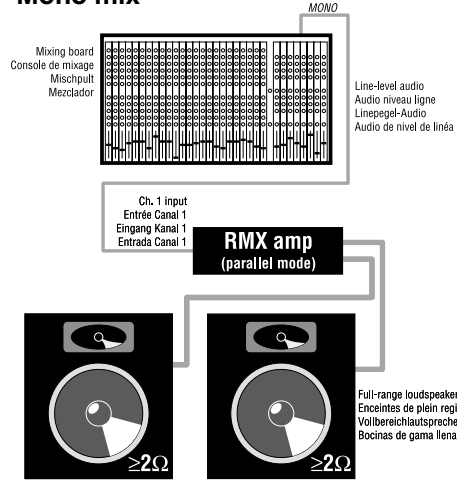 Mono mix
MONO
Mixing board
Console de mixage
Mischpult
Mezclador
Line-level audio
Audio niveau ligne
Linepegel-Audio
Audio de nivel de linéa
Ch. 1 input
Entrée Canal 1
Eingang Kanal 1
Entrada Canal 1
RMX amp
(parallel mode)
Full-range loudspeaker
Enceintes de plein regi
Vollbereichlautspreche
Bocinas de gama llena
≥2Ω
≥2Ω